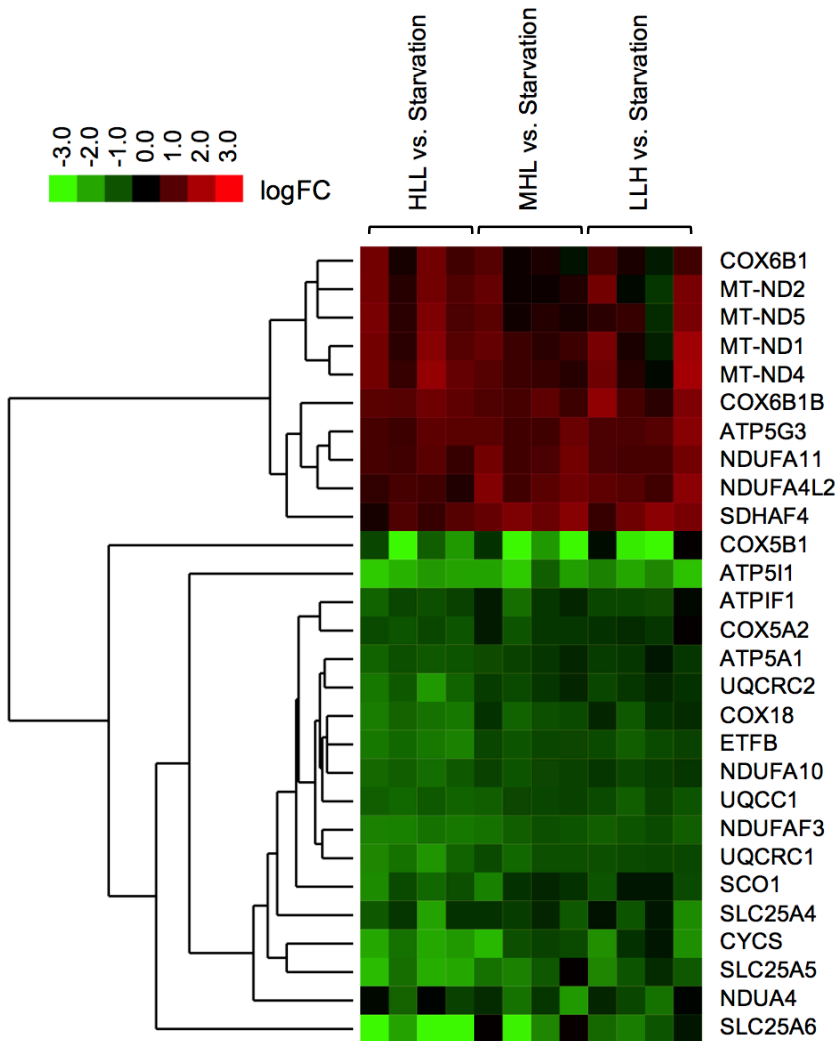 -3.0
-2.0
-1.0
0.0
1.0
2.0
3.0
logFC
HLL vs. Starvation
MHL vs. Starvation
LLH vs. Starvation
COX6B1
MT-ND2
MT-ND5
MT-ND1
MT-ND4
COX6B1B
ATP5G3
NDUFA11
NDUFA4L2
SDHAF4
COX5B1
ATP5I1
ATPIF1
COX5A2
ATP5A1
UQCRC2
COX18
ETFB
NDUFA10
UQCC1
NDUFAF3
UQCRC1
SCO1
SLC25A4
CYCS
SLC25A5
NDUA4
SLC25A6